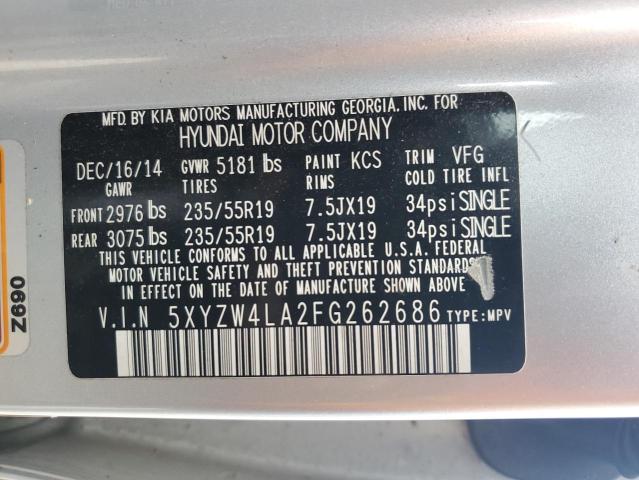 MFD. BY KIA MOTORS MANUFACTURING GEORGIA, INC. FOR
HYUNDAI MOTOR COMPANY
DEC/16/14 GVWR 5181 lbs PAINT KCS TRIM VFG
GAWR TIRES RIMS COLD TIRE INFL
FRONT 2976 lbs 235/55R19 7.5JX19 34psi SINGLE
REAR 3075 lbs 235/55R19 7.5JX19 34psi SINGLE
THIS VEHICLE CONFORMS TO ALL APPLICABLE U.S.A. FEDERAL
MOTOR VEHICLE SAFETY AND THEFT PREVENTION STANDARDS
IN EFFECT ON THE DATE OF MANUFACTURE SHOWN ABOVE
V.I.N 5XYZW4LA2FG262686 TYPE: MPV
Z690